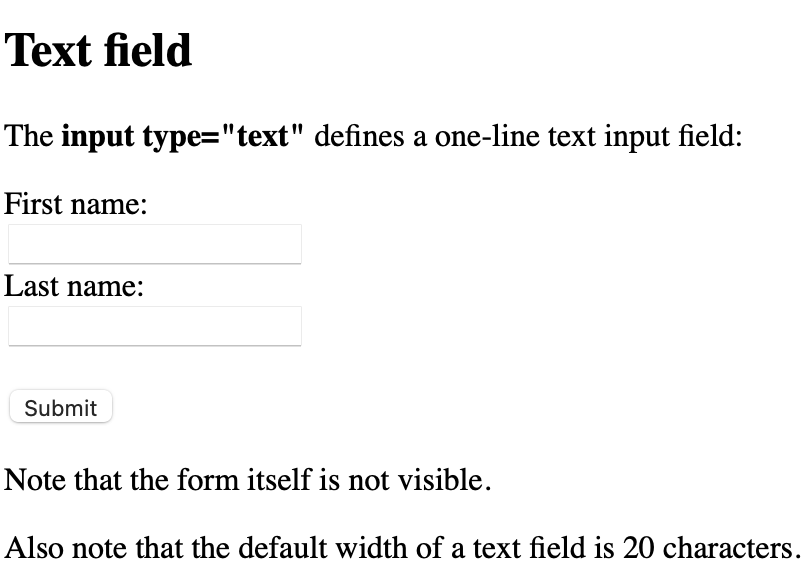 Text field
The input type="text" defines a one-line text input field:
First name:
Last name:
Submit
Note that the form itself is not visible.
Also note that the default width of a text field is 20 characters.